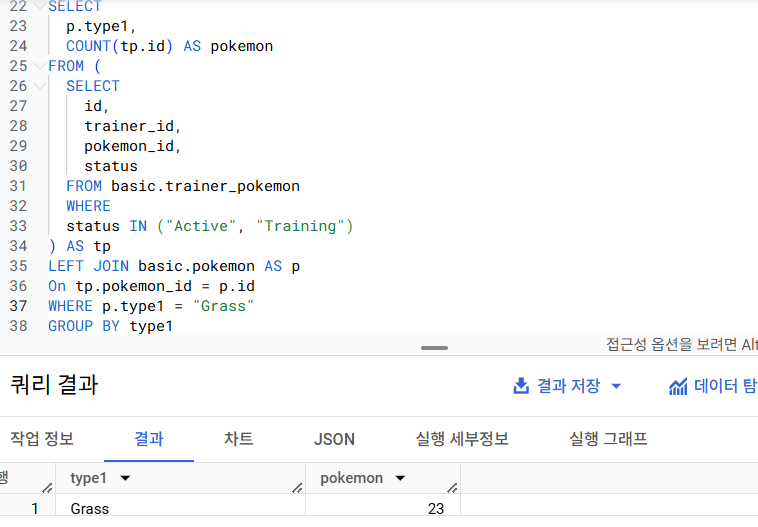 22 SELECT
23 p.type1,
24 COUNT(tp.id) AS pokemon
25 FROM (
26 SELECT
27 id,
28 trainer_id,
29 pokemon_id,
30 status
31 FROM basic.trainer_pokemon
32 WHERE
33 status IN ("Active", "Training")
34 ) AS tp
35 LEFT JOIN basic.pokemon AS p
36 On tp.pokemon_id = p.id
37 WHERE p.type1 = "Grass"
38 GROUP BY type1
접근성 옵션을 보려면 Alt
쿼리 결과 결과 저장 데이터 탐
작업 정보 결과 차트 JSON 실행 세부정보 실행 그래프
행 type1 pokemon
1 Grass 23